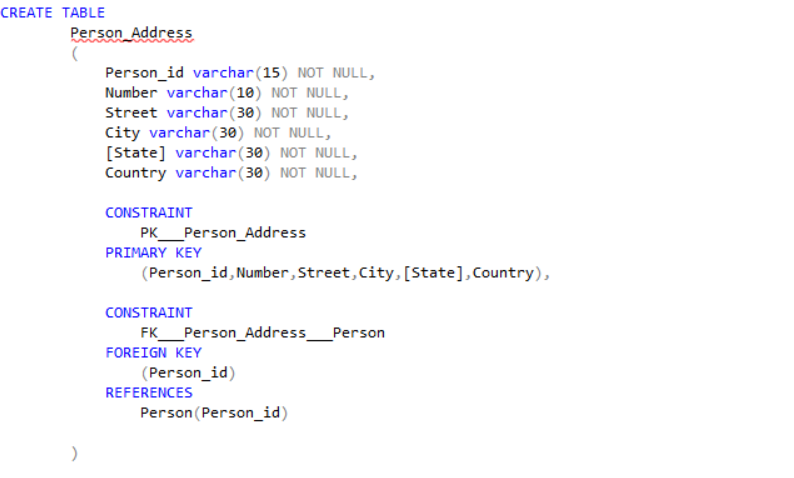 CREATE TABLE
Person_Address
(
Person_id varchar(15) NOT NULL,
Number varchar(10) NOT NULL,
Street varchar(30) NOT NULL,
City varchar(30) NOT NULL,
[State] varchar(30) NOT NULL,
Country varchar(30) NOT NULL,
CONSTRAINT
PK___Person_Address
PRIMARY KEY
(Person_id,Number,Street,City,[State],Country),
CONSTRAINT
FK___Person_Address___Person
FOREIGN KEY
(Person_id)
REFERENCES
Person(Person_id)
)